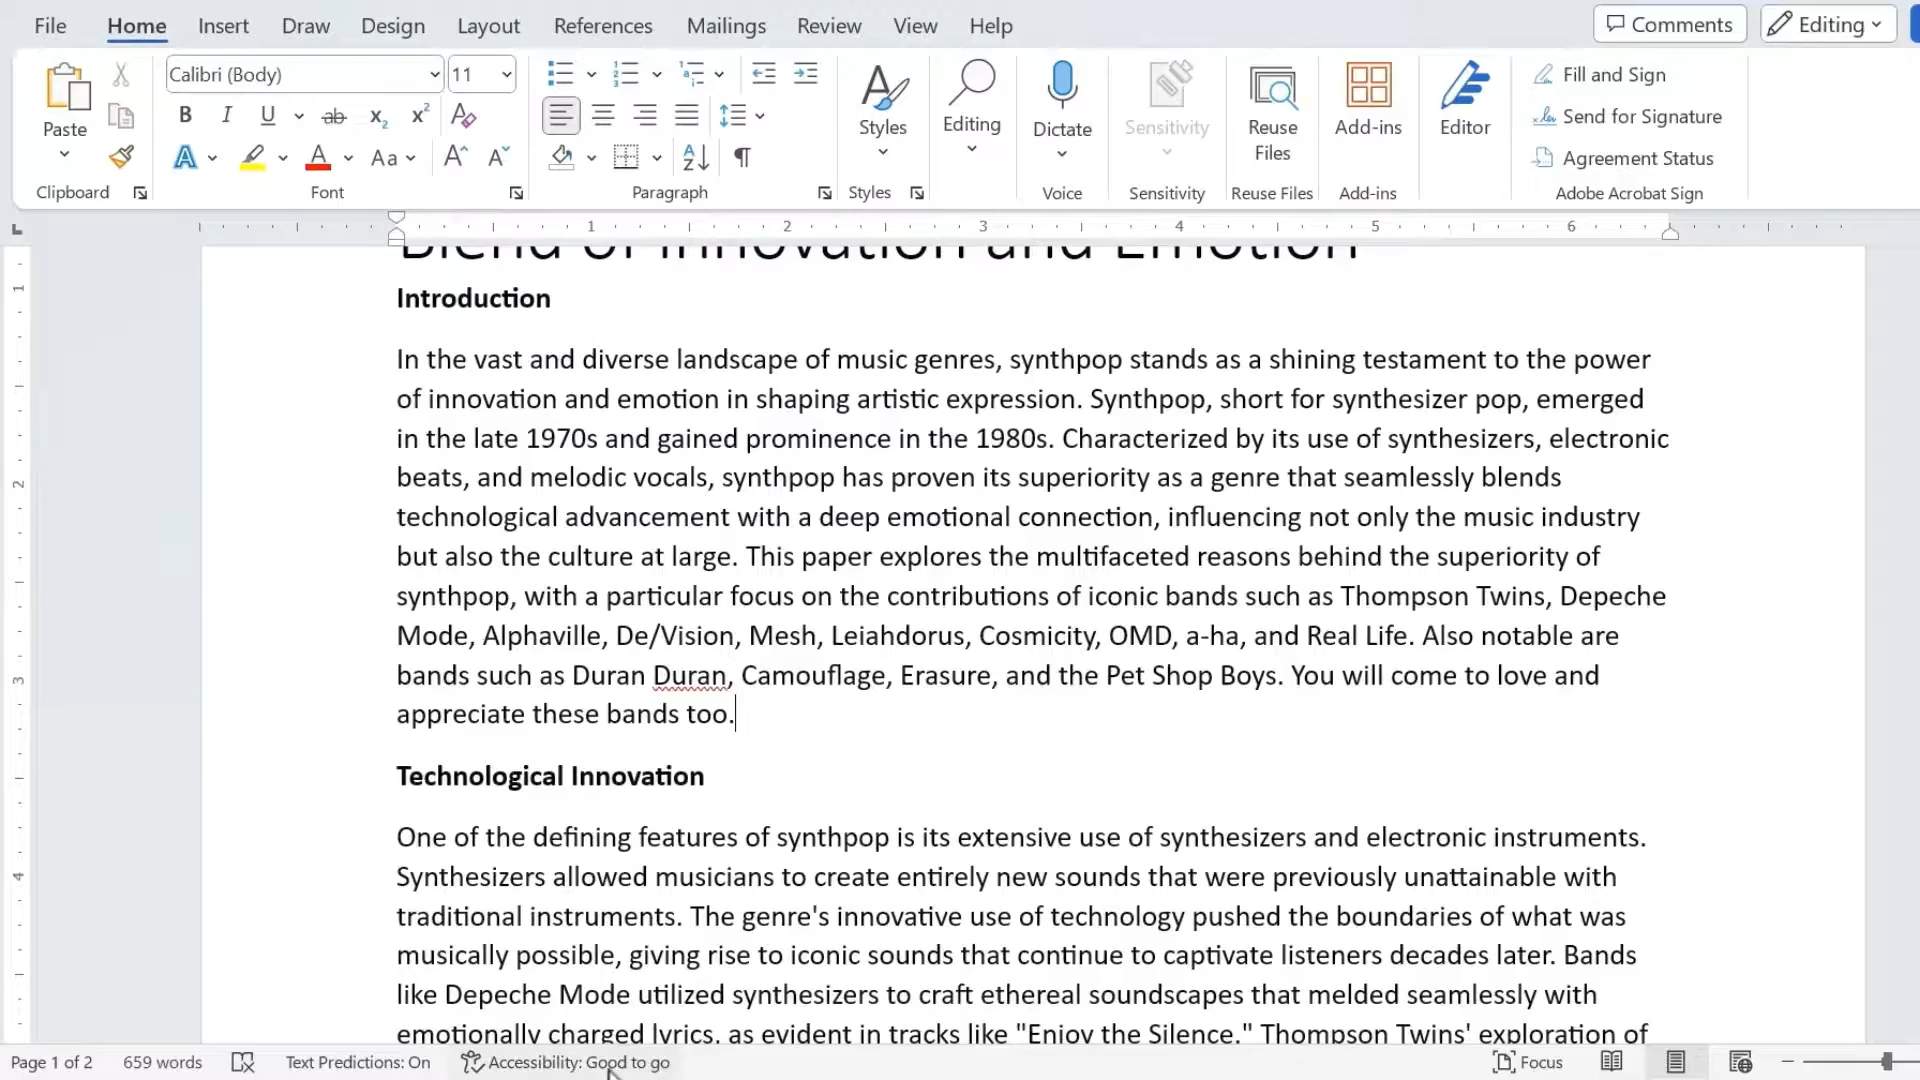 File Home Insert Draw Design Layout References Mailings Review View Help Comments Editing
Calibri (Body) 11
Paste Styles Editing Dictate Sensitivity Reuse Files Add-ins Editor
Fill and Sign
Send for Signature
Agreement Status
Clipboard Font Paragraph Styles Voice Sensitivity Reuse Files Add-ins Adobe Acrobat Sign
1 2 3 4 5 6
Blend of Innovation and Emotion
Introduction
In the vast and diverse landscape of music genres, synthpop stands as a shining testament to the power
of innovation and emotion in shaping artistic expression. Synthpop, short for synthesizer pop, emerged
in the late 1970s and gained prominence in the 1980s. Characterized by its use of synthesizers, electronic
beats, and melodic vocals, synthpop has proven its superiority as a genre that seamlessly blends
technological advancement with a deep emotional connection, influencing not only the music industry
but also the culture at large. This paper explores the multifaceted reasons behind the superiority of
synthpop, with a particular focus on the contributions of iconic bands such as Thompson Twins, Depeche
Mode, Alphaville, De/Vision, Mesh, Leiahdorus, Cosmicity, OMD, a-ha, and Real Life. Also notable are
bands such as Duran Duran, Camouflage, Erasure, and the Pet Shop Boys. You will come to love and
appreciate these bands too.
Technological Innovation
One of the defining features of synthpop is its extensive use of synthesizers and electronic instruments.
Synthesizers allowed musicians to create entirely new sounds that were previously unattainable with
traditional instruments. The genre's innovative use of technology pushed the boundaries of what was
musically possible, giving rise to iconic sounds that continue to captivate listeners decades later. Bands
like Depeche Mode utilized synthesizers to craft ethereal soundscapes that melded seamlessly with
emotionally charged lyrics, as evident in tracks like "Enjoy the Silence." Thompson Twins' exploration of
Page 1 of 2 659 words Text Predictions: On Accessibility: Good to go Focus